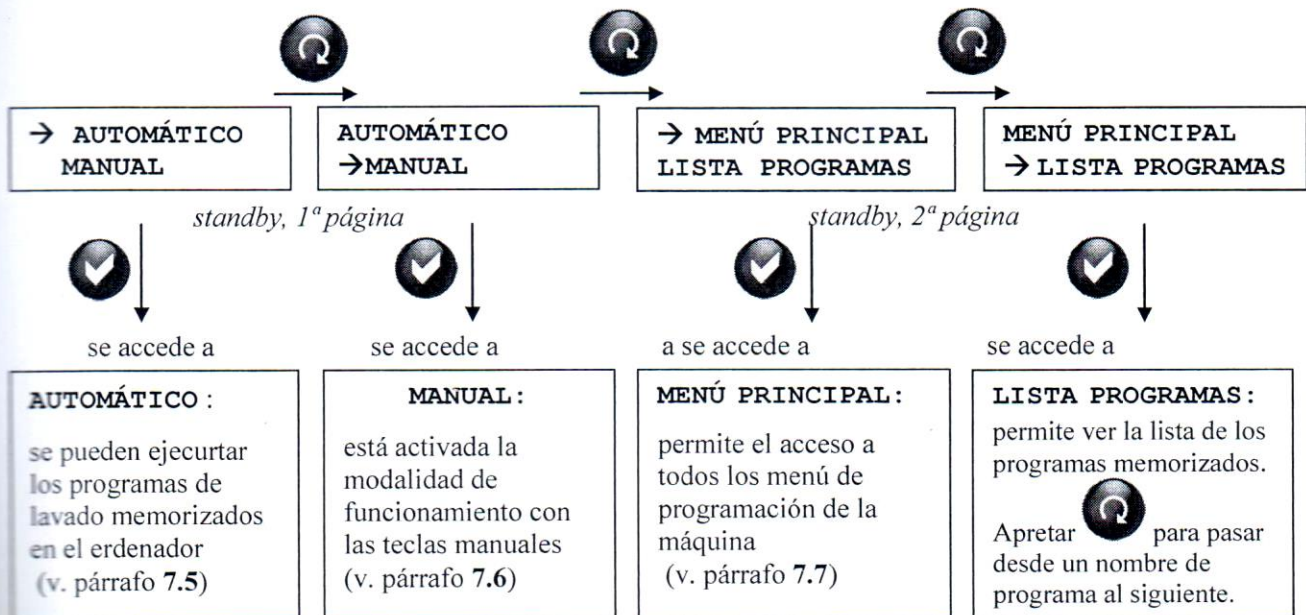 → AUTOMÁTICO
MANUAL
AUTOMÁTICO
→MANUAL
→ MENÚ PRINCIPAL
LISTA PROGRAMAS
MENÚ PRINCIPAL
→ LISTA PROGRAMAS
standby, 1ª página
standby, 2ª página
se accede a
se accede a
a se accede a
se accede a
AUTOMÁTICO :
se pueden ejecurtar
los programas de
lavado memorizados
en el erdenador
(v. párrafo 7.5)
MANUAL:
está activada la
modalidad de
funcionamiento con
las teclas manuales
(v. párrafo 7.6)
MENÚ PRINCIPAL:
permite el acceso a
todos los menú de
programación de la
máquina
(v. párrafo 7.7)
LISTA PROGRAMAS:
permite ver la lista de los
programas memorizados.
Apretar para pasar
desde un nombre de
programa al siguiente.